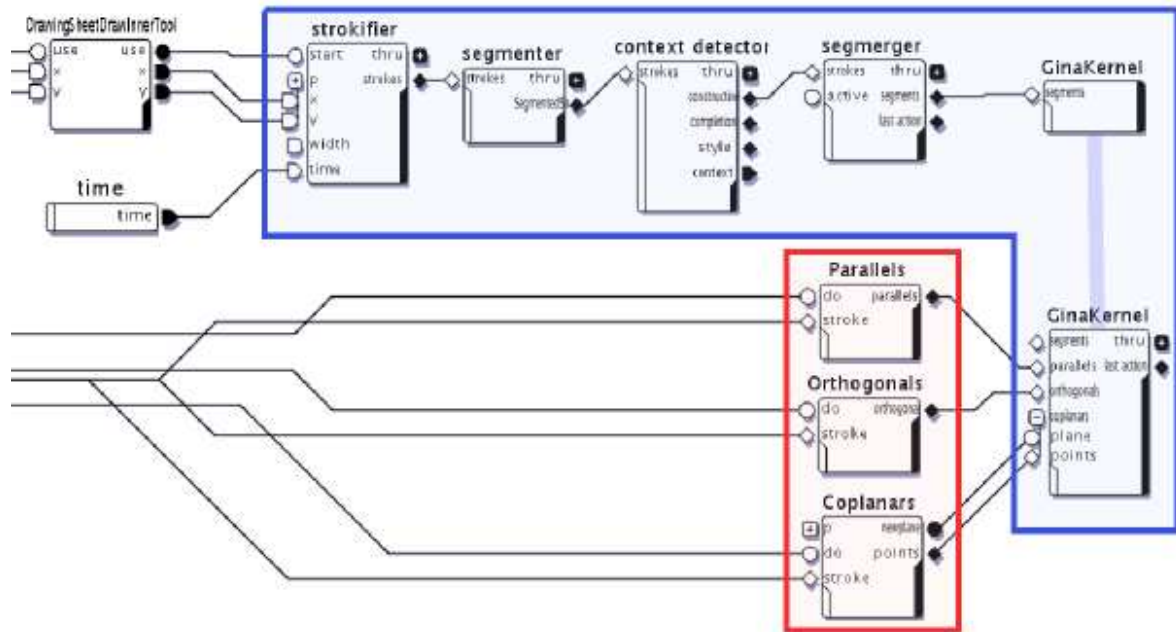 DrawingSheetDrawInnerTool
use use
x x
y y
time
time
strokifier
start thru
p strokes
x
y
width
time
segmenter
strokes thru
context detector
strokes thru
constructive
completion
style
context
segmerger
strokes thru
active segments
last action
GinaKernel
segments
Parallels
do parallels
stroke
Orthogonals
do orthogonal
stroke
Coplanars
p newplane
do points
stroke
GinaKernel
segments thru
parallels last action
orthogonals
coplanars
plane
points